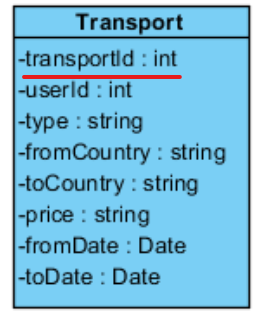 Transport
-transportId : int
-userId : int
-type : string
-fromCountry : string
-toCountry : string
-price : string
-fromDate : Date
-toDate : Date